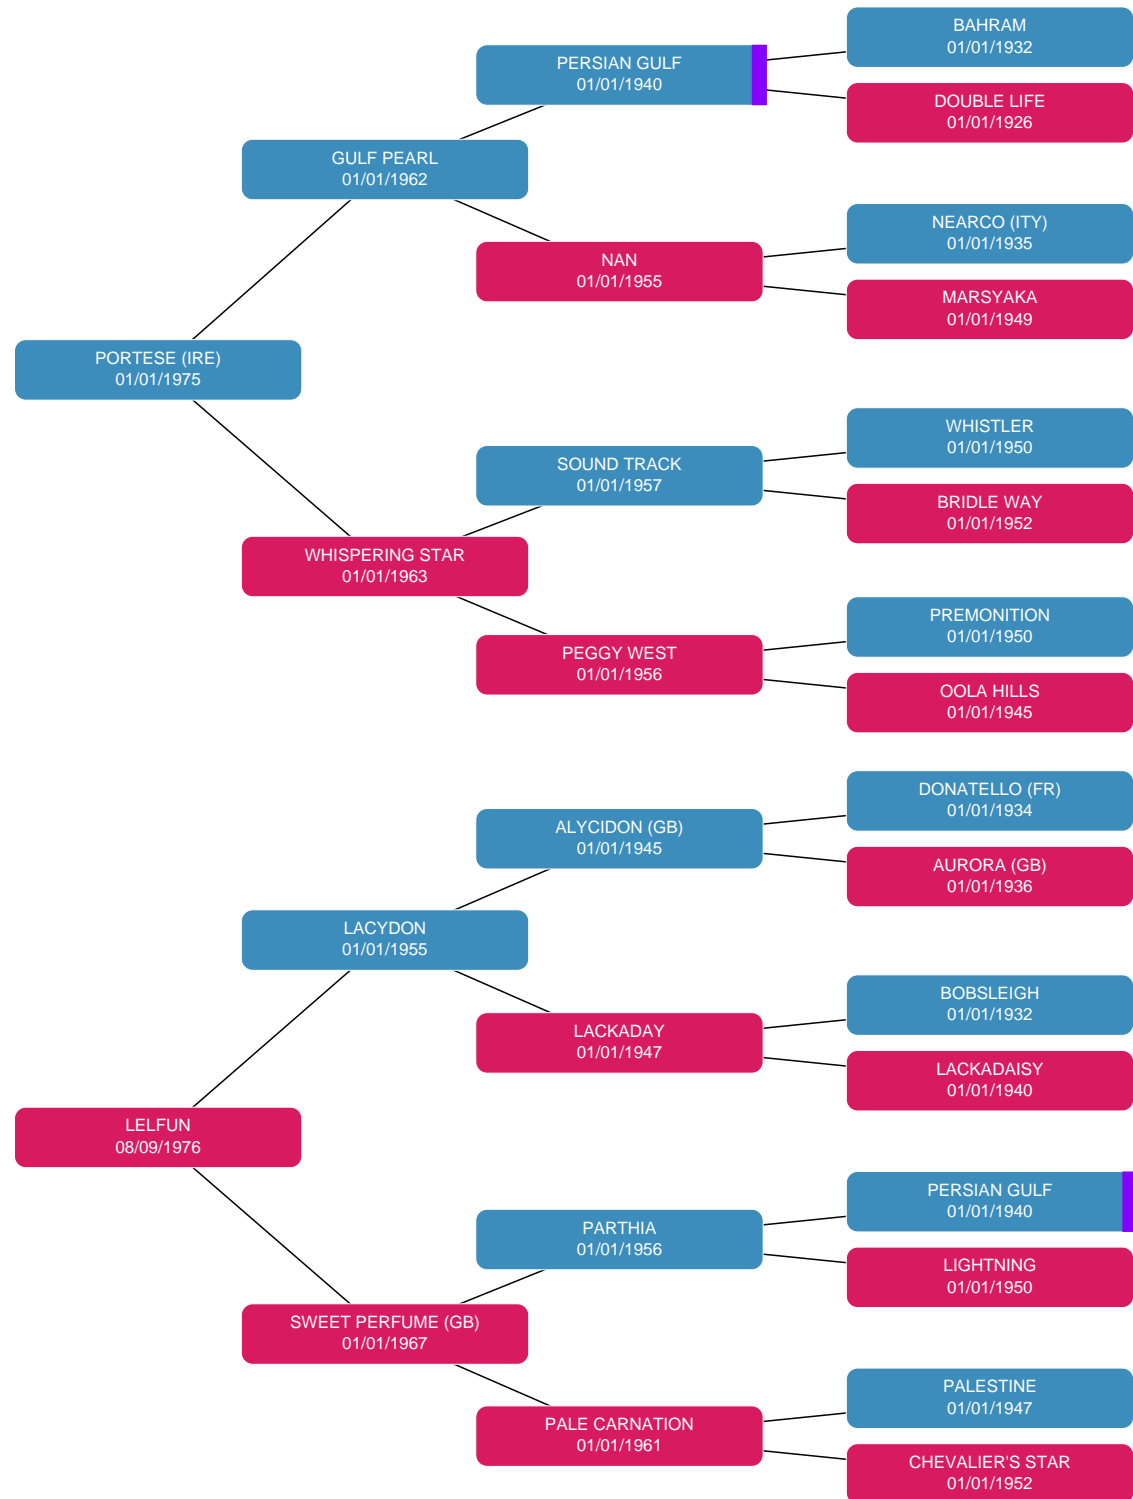 BAHRAM
01/01/1932
PERSIAN GULF
01/01/1940
DOUBLE LIFE
01/01/1926
GULF PEARL
01/01/1962
NEARCO (ITY)
01/01/1935
NAN
01/01/1955
MARSYAKA
01/01/1949
PORTESE (IRE)
01/01/1975
WHISTLER
01/01/1950
SOUND TRACK
01/01/1957
BRIDLE WAY
01/01/1952
WHISPERING STAR
01/01/1963
PREMONITION
01/01/1950
PEGGY WEST
01/01/1956
OOLA HILLS
01/01/1945
DONATELLO (FR)
01/01/1934
ALYCIDON (GB)
01/01/1945
AURORA (GB)
01/01/1936
LACYDON
01/01/1955
BOBSLEIGH
01/01/1932
LACKADAY
01/01/1947
LACKADAISY
01/01/1940
LELFUN
08/09/1976
PERSIAN GULF
01/01/1940
PARTHIA
01/01/1956
LIGHTNING
01/01/1950
SWEET PERFUME (GB)
01/01/1967
PALESTINE
01/01/1947
PALE CARNATION
01/01/1961
CHEVALIER'S STAR
01/01/1952